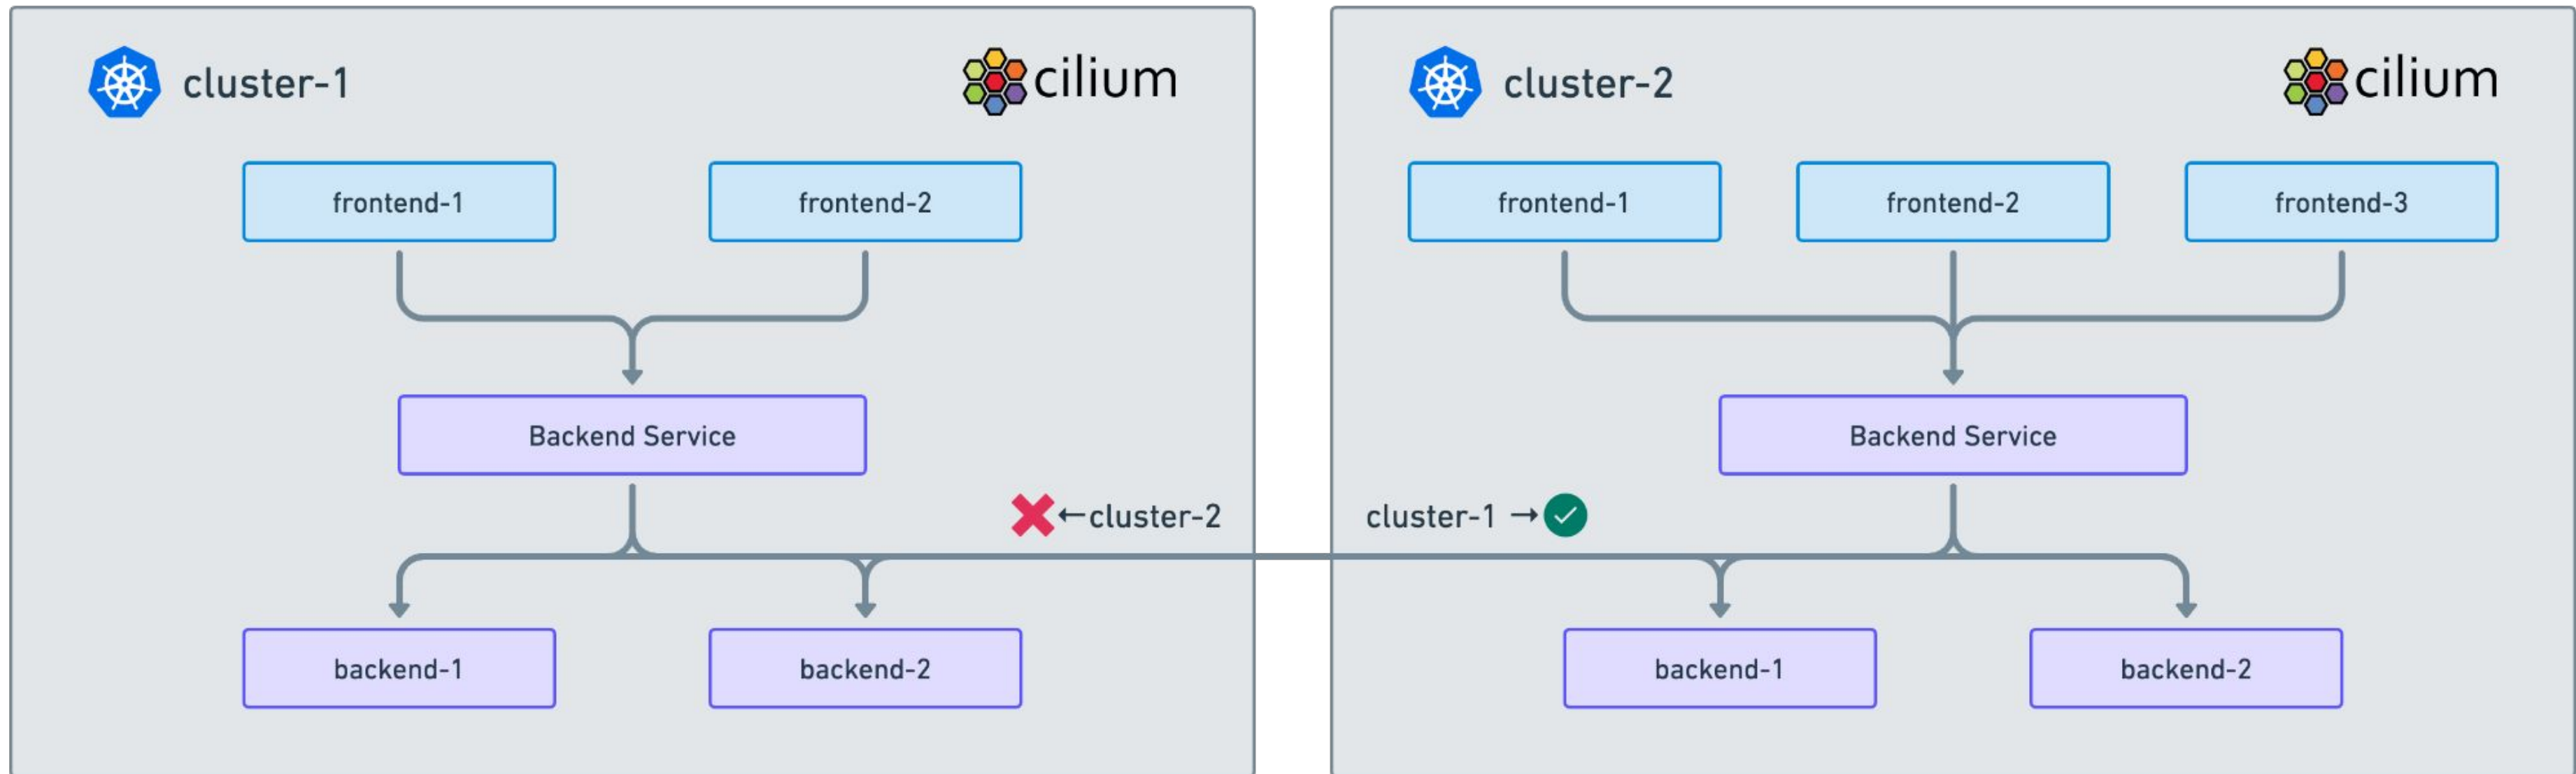 cluster-1
cilium
frontend-1
frontend-2
Backend Service
←cluster-2
backend-1
backend-2
cluster-2
cilium
frontend-1
frontend-2
frontend-3
Backend Service
cluster-1 →
backend-1
backend-2